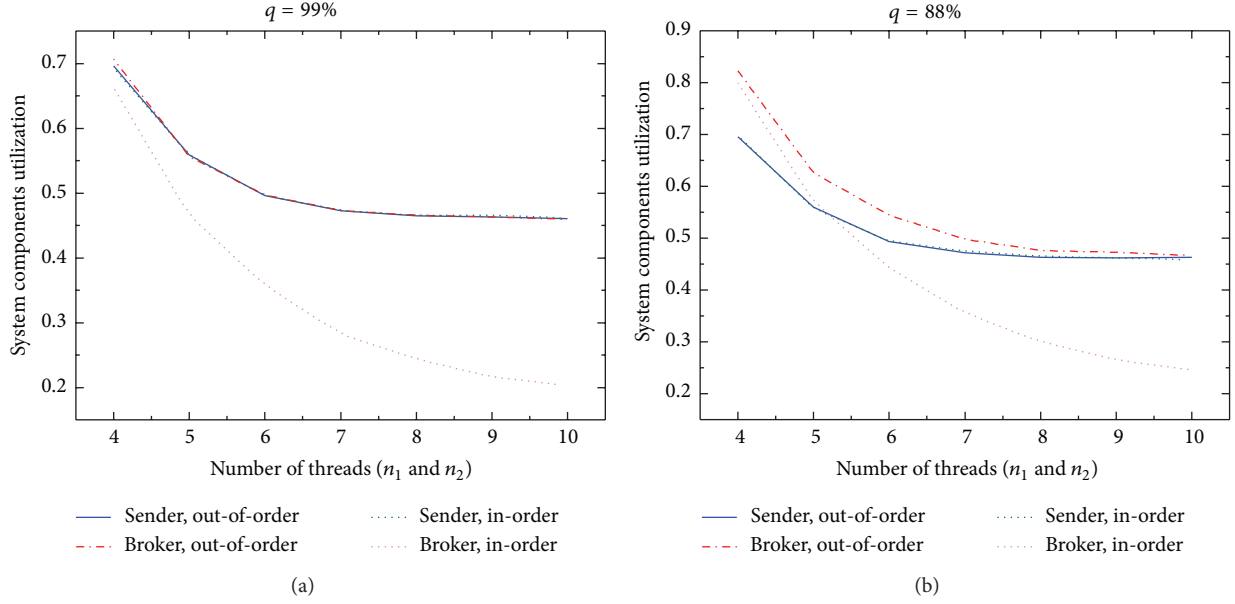 q = 99%
System components utilization
0.7
0.6
0.5
0.4
0.3
0.2
4 5 6 7 8 9 10
Number of threads (n₁ and n₂)
Sender, out-of-order
Broker, out-of-order
Sender, in-order
Broker, in-order
(a)
q = 88%
System components utilization
0.9
0.8
0.7
0.6
0.5
0.4
0.3
0.2
4 5 6 7 8 9 10
Number of threads (n₁ and n₂)
Sender, out-of-order
Broker, out-of-order
Sender, in-order
Broker, in-order
(b)